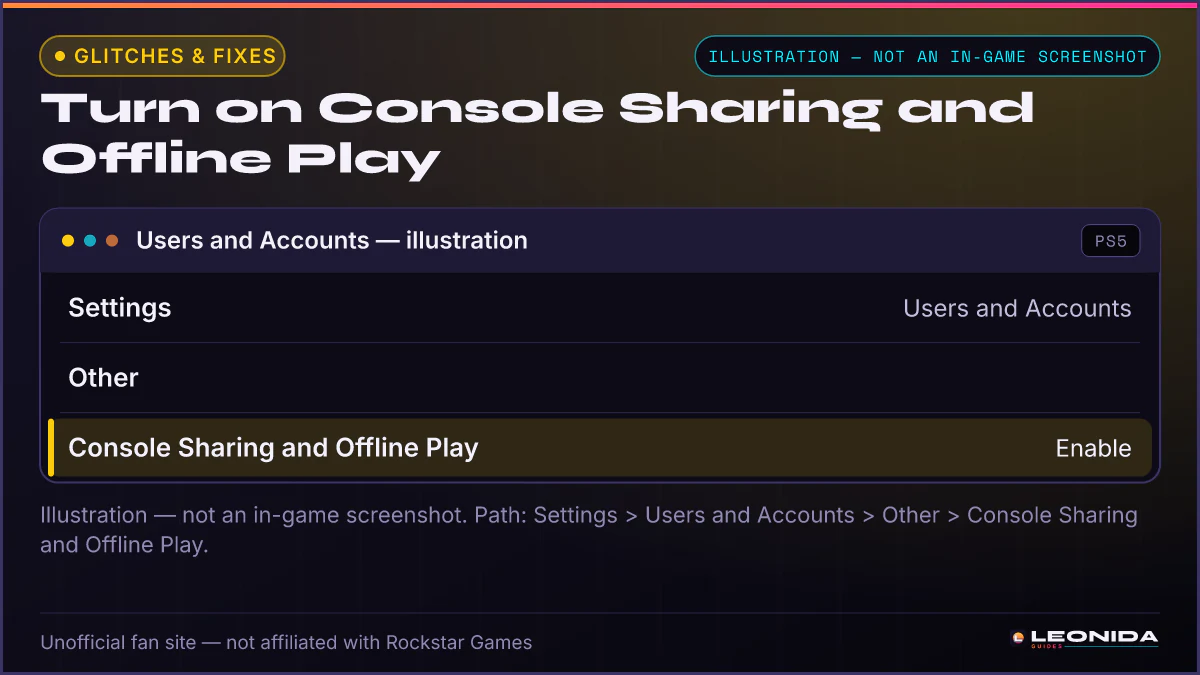 GLITCHES & FIXES
ILLUSTRATION — NOT AN IN-GAME SCREENSHOT
Turn on Console Sharing and
Offline Play
Users and Accounts — illustration
PS5
Settings
Users and Accounts
Other
Console Sharing and Offline Play
Enable
Illustration — not an in-game screenshot. Path: Settings > Users and Accounts > Other > Console Sharing
and Offline Play.
Unofficial fan site — not affiliated with Rockstar Games
LEONIDA
GUIDES